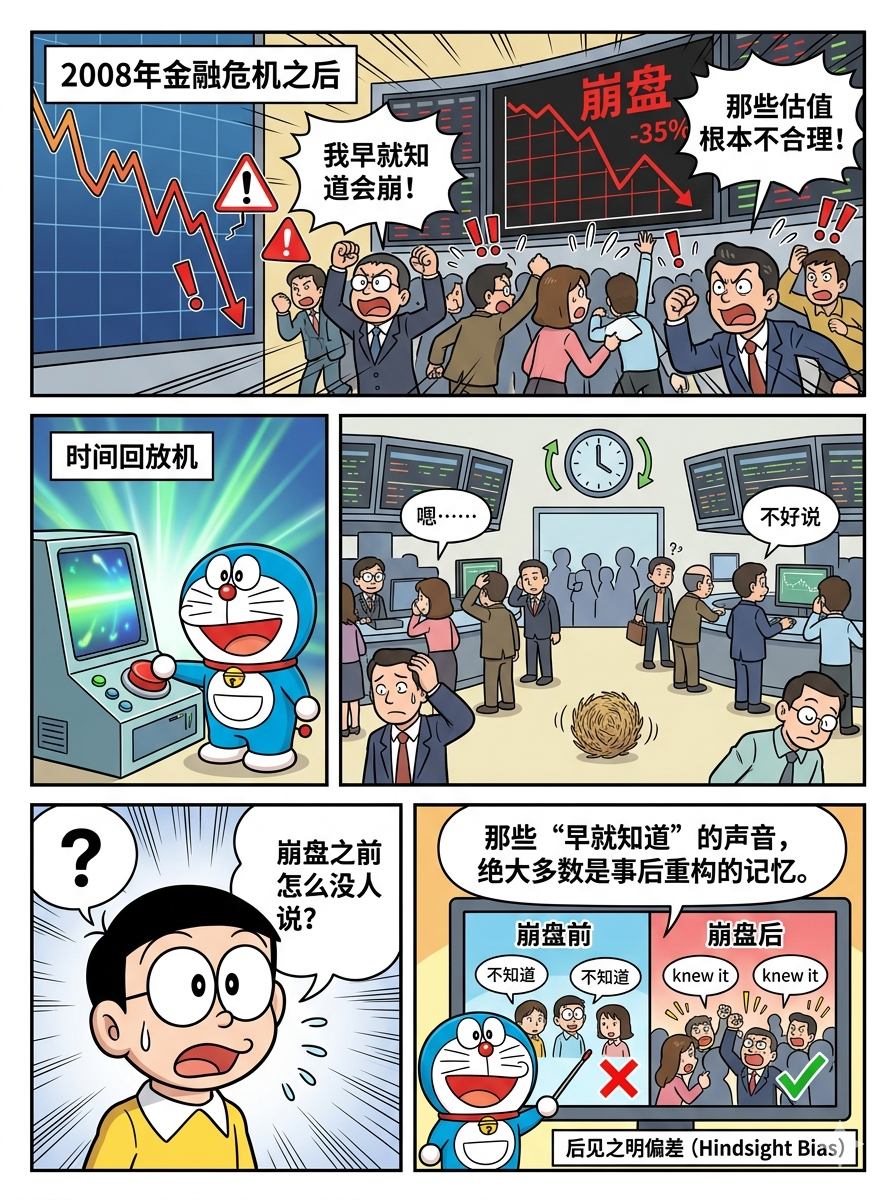 2008年金融危机之后
我早就知
道会崩！
崩盘
-35%
那些估值
根本不合理！
时间回放机
嗯……
不好说
?
崩盘之前
怎么没人
说？
那些“早就知道”的声音，
绝大多数是事后重构的记忆。
崩盘前
崩盘后
不知道
不知道
knew it
knew it
后见之明偏差（Hindsight Bias）